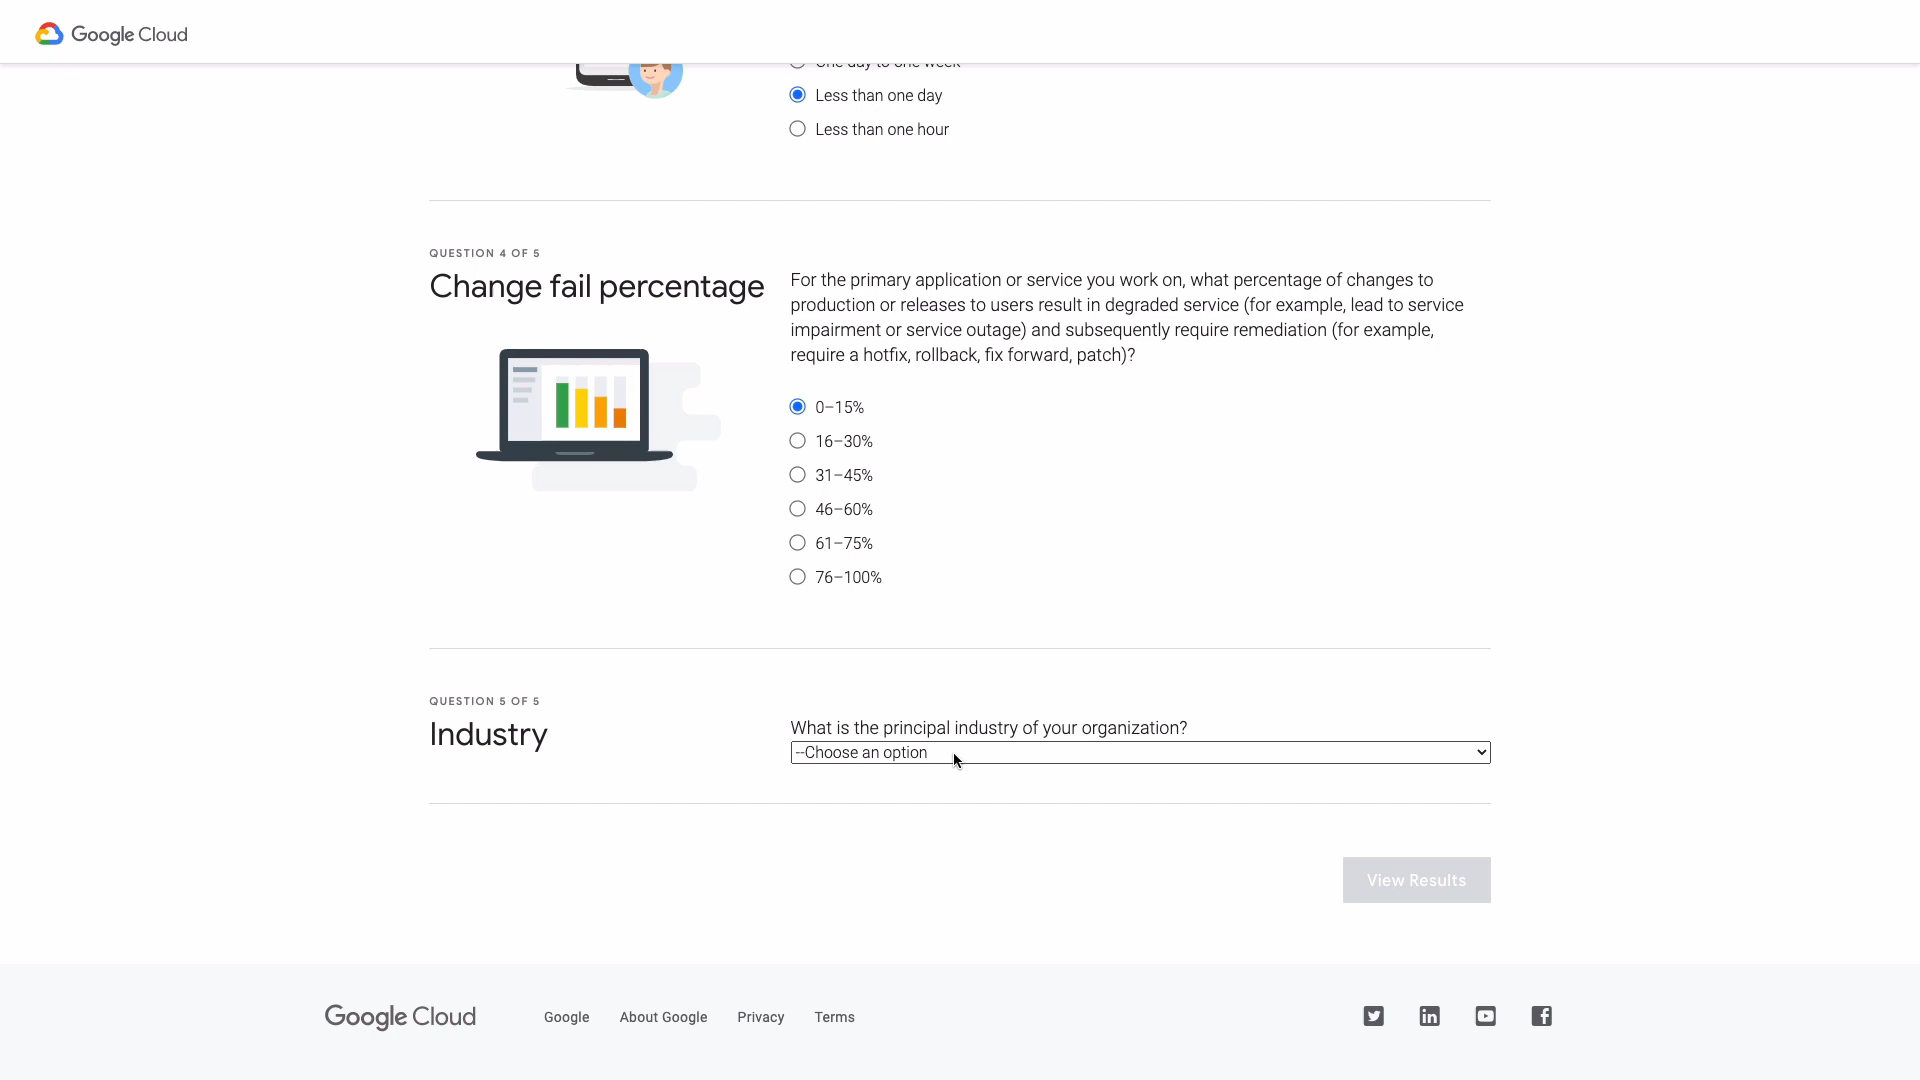 Google Cloud
One day to one week
Less than one day
Less than one hour
QUESTION 4 OF 5
Change fail percentage
For the primary application or service you work on, what percentage of changes to
production or releases to users result in degraded service (for example, lead to service
impairment or service outage) and subsequently require remediation (for example,
require a hotfix, rollback, fix forward, patch)?
0–15%
16–30%
31–45%
46–60%
61–75%
76–100%
QUESTION 5 OF 5
Industry
What is the principal industry of your organization?
--Choose an option
View Results
Google Cloud
Google
About Google
Privacy
Terms